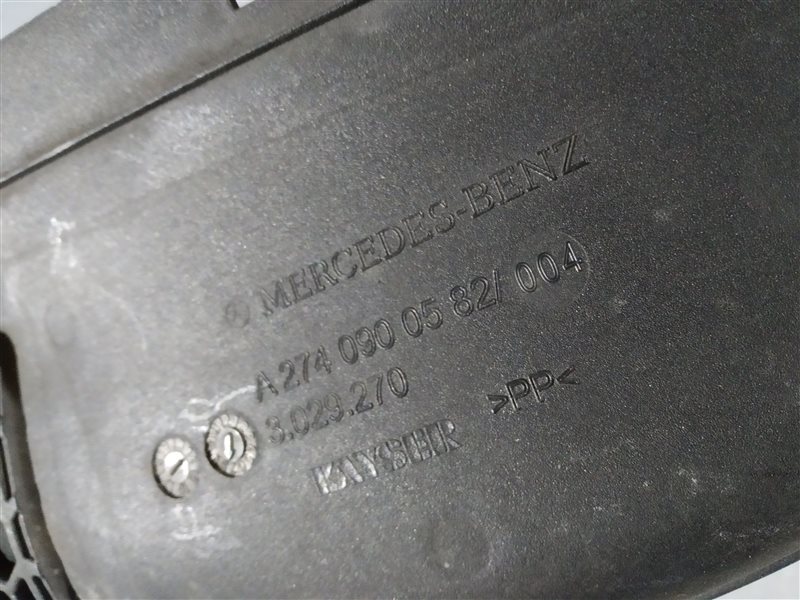 MERCEDES-BENZ
A 274 090 05 82/ 004
3.029.270
>PP<
KAYSER